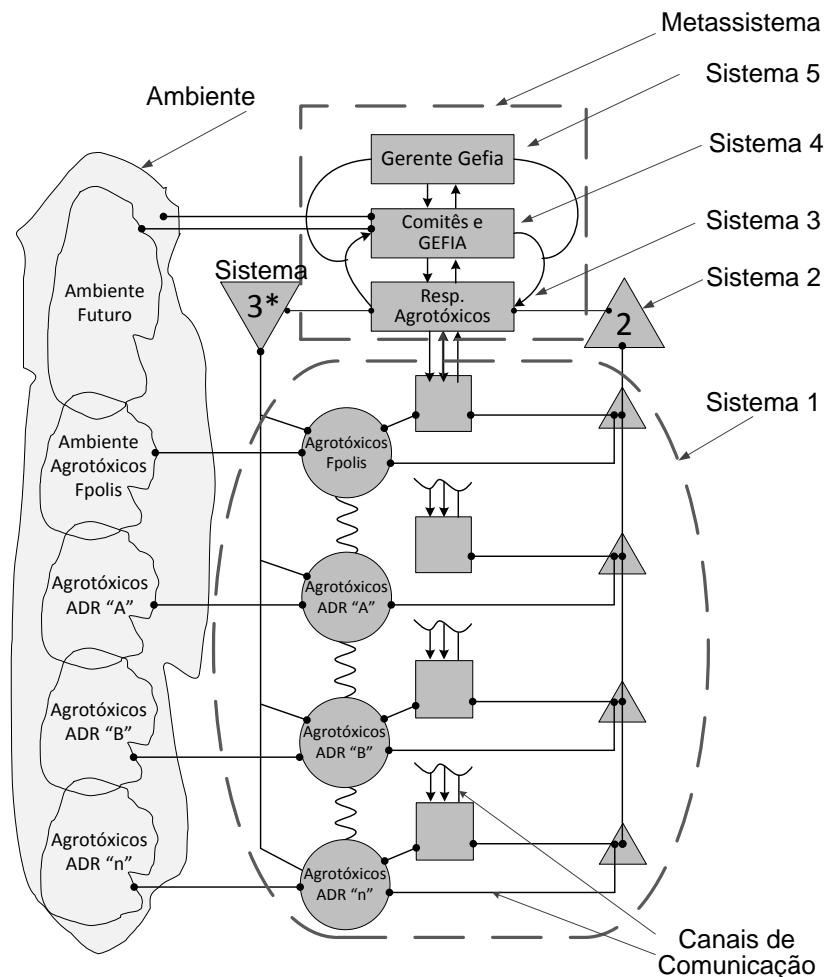 Metassistema
Sistema 5
Ambiente
Sistema 4
Gerente Gefia
Comitês e
GEFIA
Sistema 3
Sistema
3*
Sistema 2
Resp.
Agrotóxicos
2
Ambiente
Futuro
Sistema 1
Ambiente
Agrotóxicos
Fpolis
Agrotóxicos
Fpolis
Agrotóxicos
ADR “A”
Agrotóxicos
ADR “A”
Agrotóxicos
ADR “B”
Agrotóxicos
ADR “B”
Agrotóxicos
ADR “n”
Agrotóxicos
ADR “n”
Canais de
Comunicação